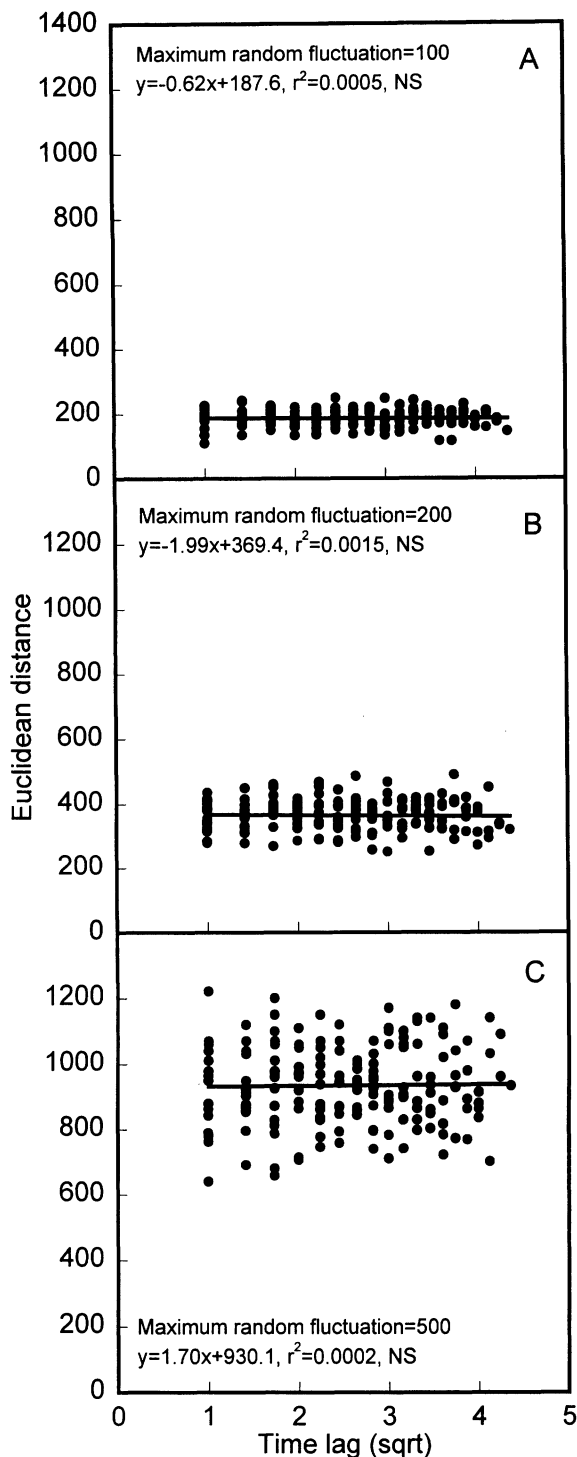 1400
Maximum random fluctuation=100
A
y=-0.62x+187.6, r²=0.0005, NS
1200
1000
800
600
400
200
0
Maximum random fluctuation=200
B
y=-1.99x+369.4, r²=0.0015, NS
1200
1000
800
600
400
200
0
Euclidean distance
C
1200
1000
800
600
400
200
0
Maximum random fluctuation=500
y=1.70x+930.1, r²=0.0002, NS
0 1 2 3 4 5
Time lag (sqrt)